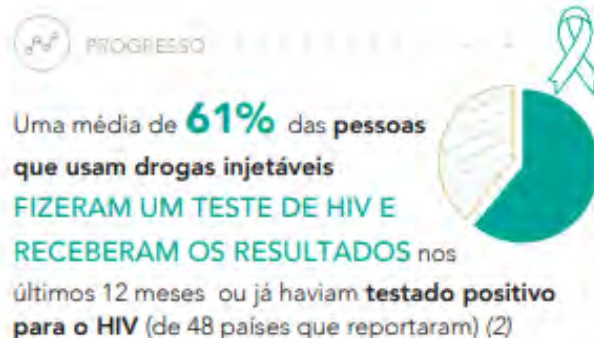 PROGRESSO
Uma média de 61% das pessoas
que usam drogas injetáveis
FIZERAM UM TESTE DE HIV E
RECEBERAM OS RESULTADOS nos
últimos 12 meses ou já haviam testado positivo
para o HIV (de 48 países que reportaram) (2)